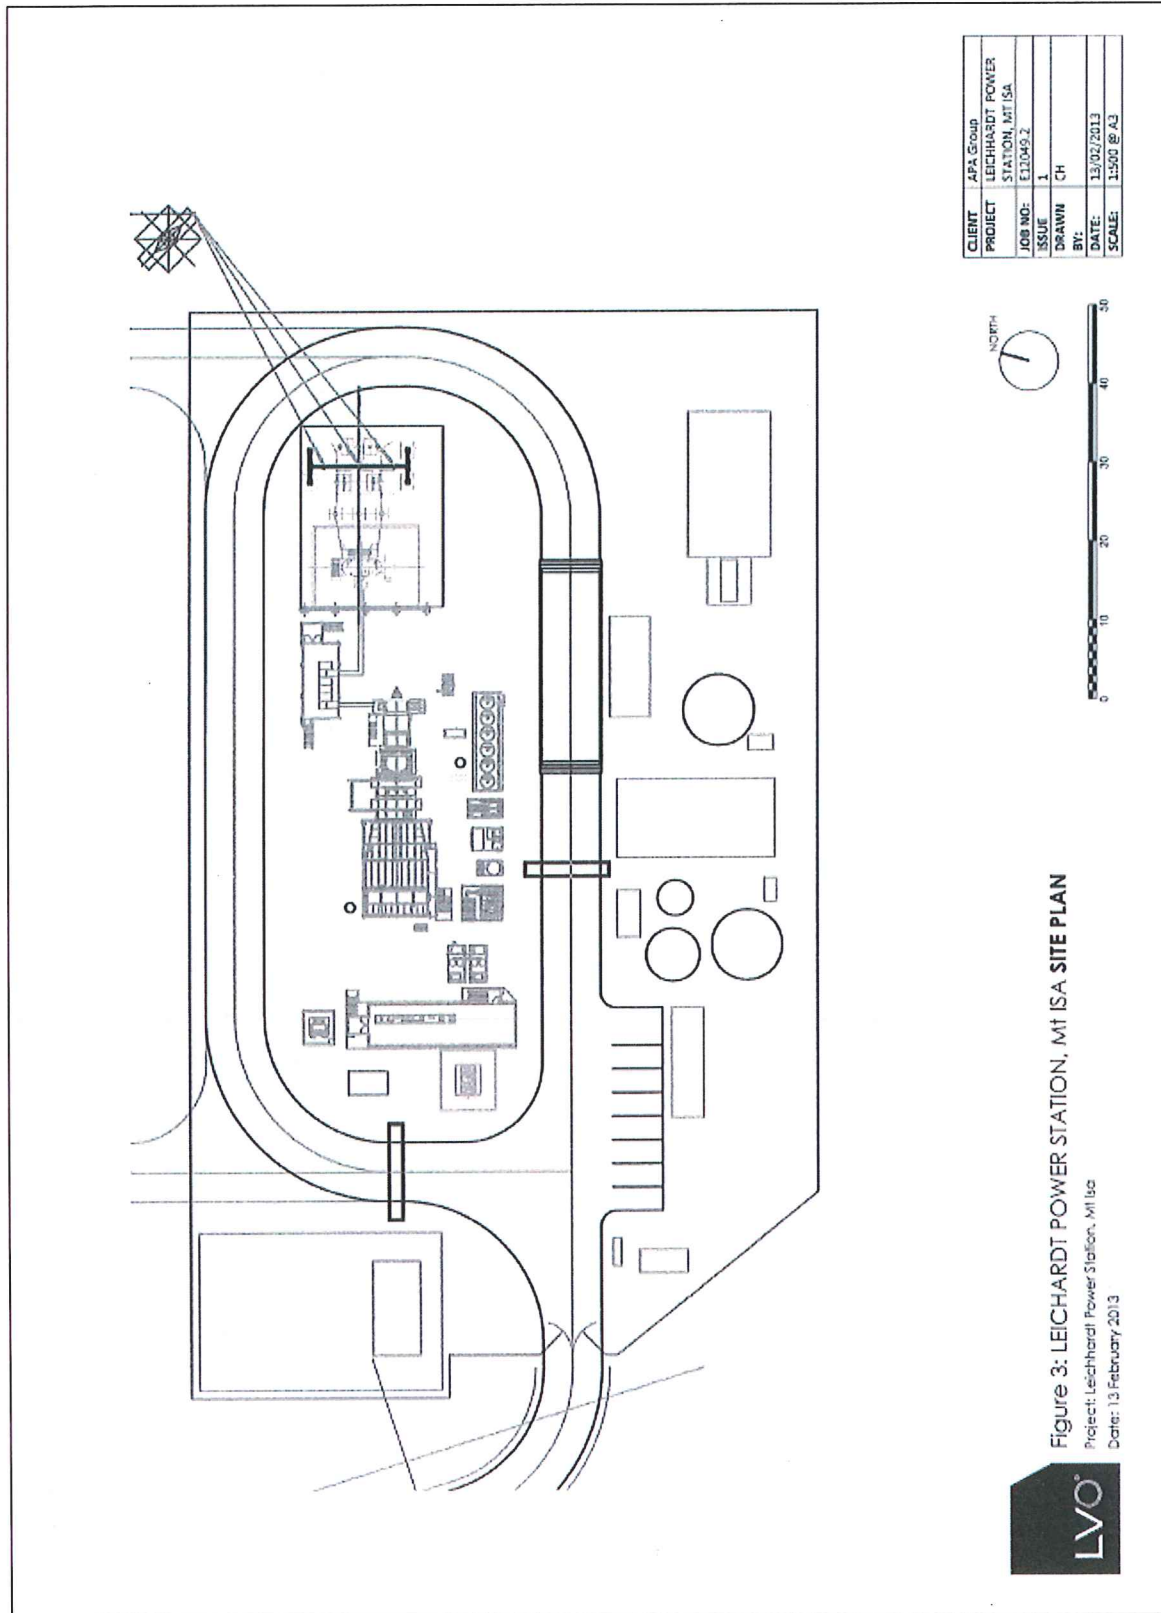 CLIENT APA Group
PROJECT LEICHHARDT POWER
STATION, MT ISA
JOB NO: E12049.2
ISSUE 1
DRAWN CH
BY:
DATE: 13/02/2013
SCALE: 1:500 @ A3
NORTH
0 10 20 30 40 50
Figure 3: LEICHARDT POWER STATION, Mt ISA SITE PLAN
Project: Leichhardt Power Station, Mt Isa
Date: 13 February 2013
LVO°